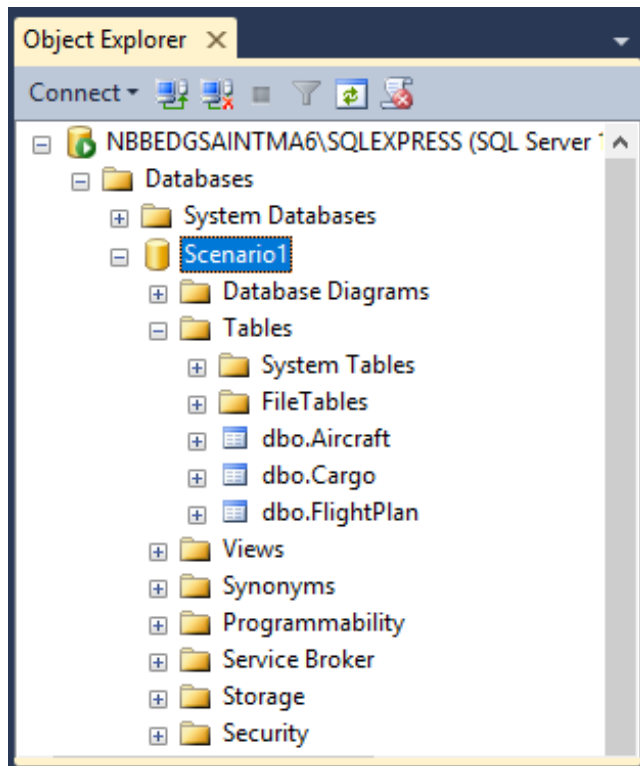 Object Explorer
Connect
NBBEDGSAINTMA6\SQLEXPRESS (SQL Server
Databases
System Databases
Scenario1
Database Diagrams
Tables
System Tables
FileTables
dbo.Aircraft
dbo.Cargo
dbo.FlightPlan
Views
Synonyms
Programmability
Service Broker
Storage
Security